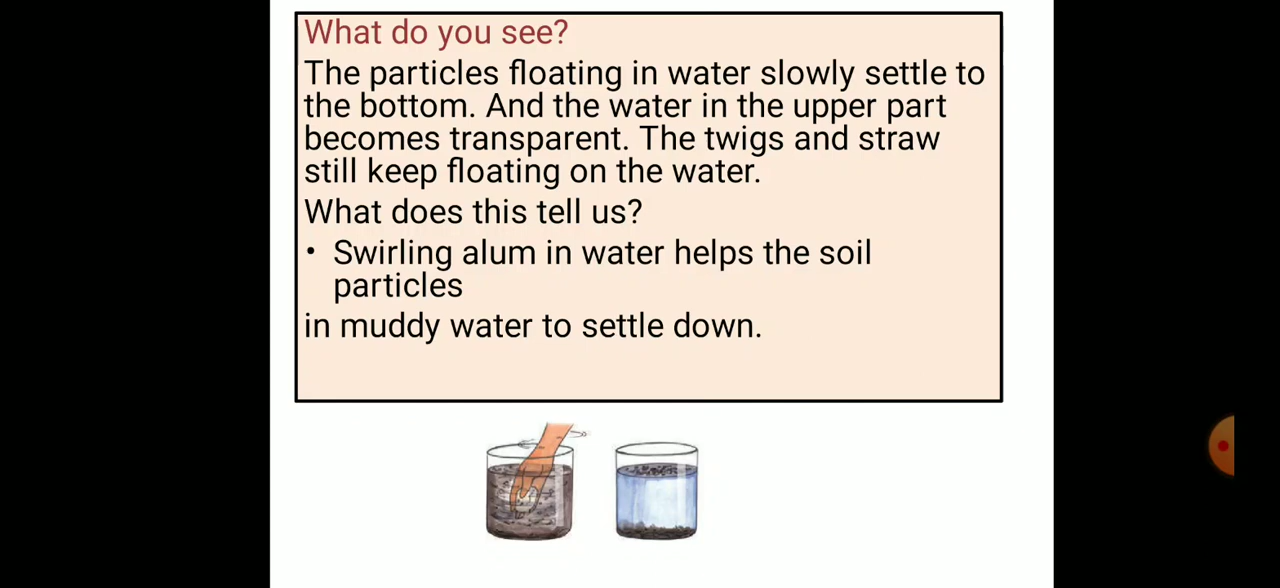 What do you see?
The particles floating in water slowly settle to
the bottom. And the water in the upper part
becomes transparent. The twigs and straw
still keep floating on the water.
What does this tell us?
• Swirling alum in water helps the soil
particles
in muddy water to settle down.